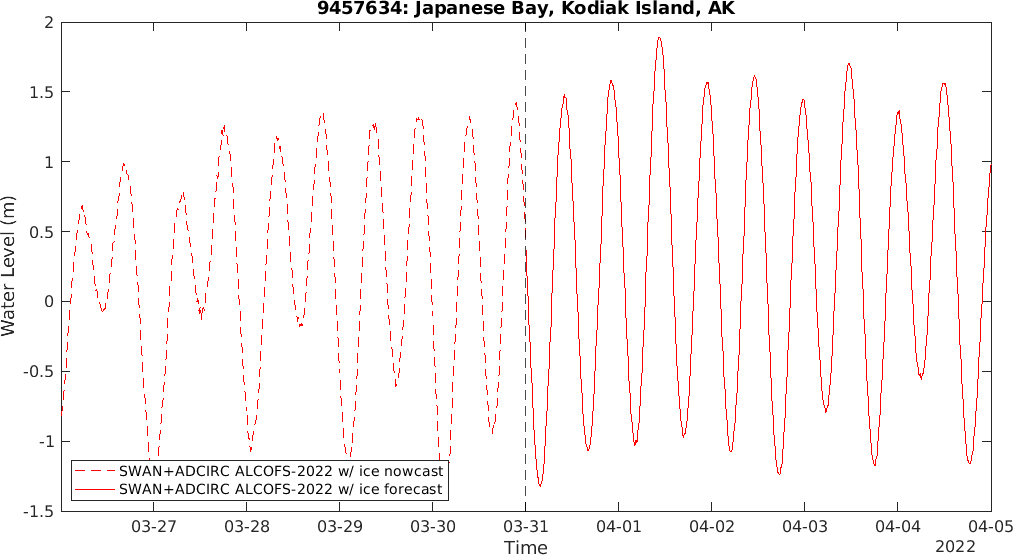 9457634: Japanese Bay, Kodiak Island, AK
2
1.5
1
0.5
0
-0.5
-1
-1.5
Water Level (m)
SWAN+ADCIRC ALCOFS-2022 w/ ice nowcast
SWAN+ADCIRC ALCOFS-2022 w/ ice forecast
03-27 03-28 03-29 03-30 03-31 04-01 04-02 04-03 04-04 04-05
Time
2022